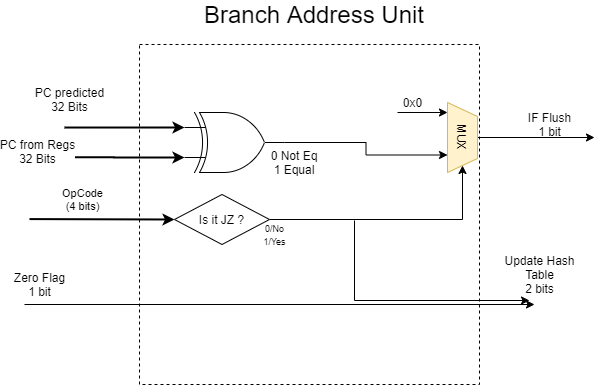 Branch Address Unit
PC predicted
32 Bits
0x0
IF Flush
1 bit
MUX
PC from Regs
32 Bits
0 Not Eq
1 Equal
OpCode
(4 bits)
Is it JZ ?
0/No
1/Yes
Update Hash
Table
2 bits
Zero Flag
1 bit